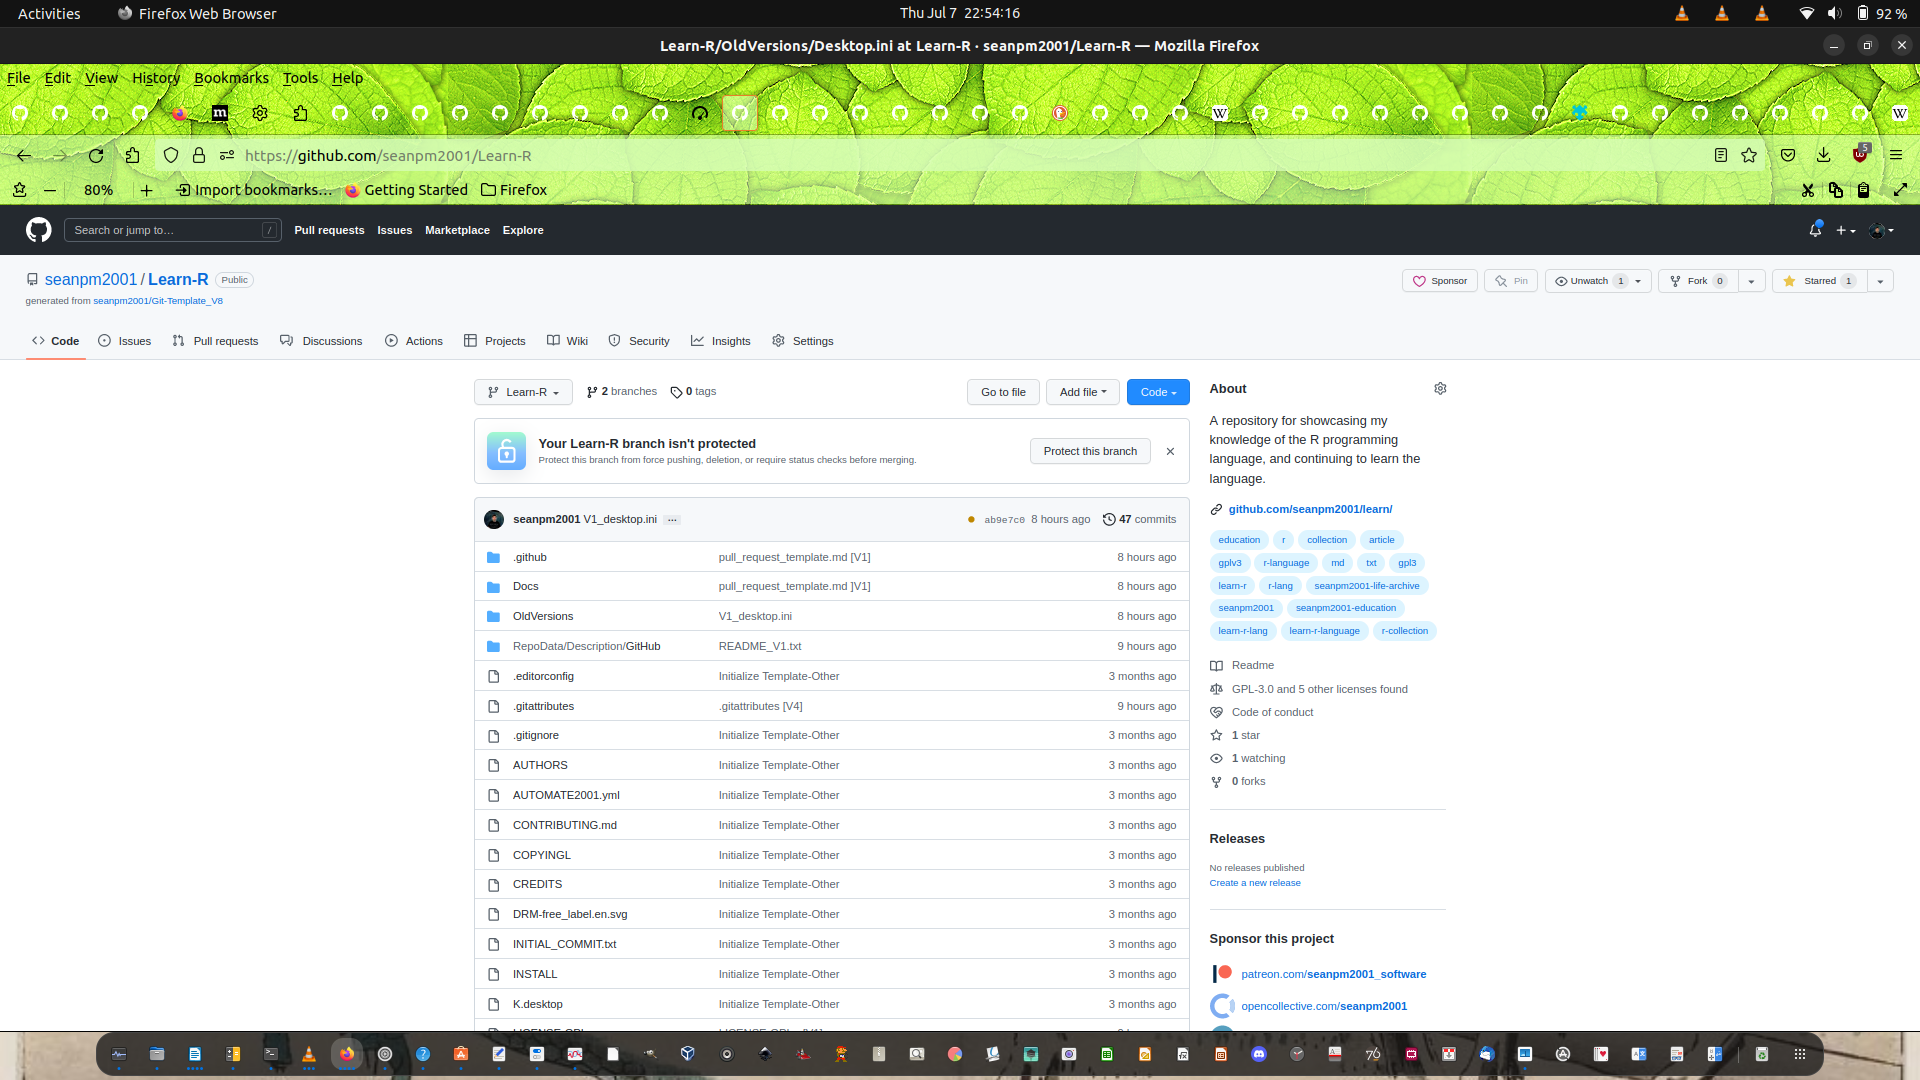 Activities Firefox Web Browser Thu Jul 7 22:54:16 92 %
Learn-R/OldVersions/Desktop.ini at Learn-R · seanpm2001/Learn-R — Mozilla Firefox
File Edit View History Bookmarks Tools Help
https://github.com/seanpm2001/Learn-R 5
80% Import bookmarks… Getting Started Firefox
Search or jump to… / Pull requests Issues Marketplace Explore
seanpm2001 / Learn-R Public Sponsor Pin Unwatch 1 Fork 0 Starred 1
generated from seanpm2001/Git-Template_V8
Code Issues Pull requests Discussions Actions Projects Wiki Security Insights Settings
Learn-R 2 branches 0 tags Go to file Add file Code
Your Learn-R branch isn't protected
Protect this branch from force pushing, deletion, or require status checks before merging.
Protect this branch
seanpm2001 V1_desktop.ini ... ab9e7c0 8 hours ago 47 commits
.github pull_request_template.md [V1] 8 hours ago
Docs pull_request_template.md ]V1] 8 hours ago
OldVersions V1_desktop.ini 8 hours ago
RepoData/Description/GitHub README_V1.txt 9 hours ago
.editorconfig Initialize Template-Other 3 months ago
.gitattributes .gitattributes [V4] 9 hours ago
.gitignore Initialize Template-Other 3 months ago
AUTHORS Initialize Template-Other 3 months ago
AUTOMATE2001.yml Initialize Template-Other 3 months ago
CONTRIBUTING.md Initialize Template-Other 3 months ago
COPYINGL Initialize Template-Other 3 months ago
CREDITS Initialize Template-Other 3 months ago
DRM-free_label.en.svg Initialize Template-Other 3 months ago
INITIAL_COMMIT.txt Initialize Template-Other 3 months ago
INSTALL Initialize Template-Other 3 months ago
K.desktop Initialize Template-Other 3 months ago
About
A repository for showcasing my
knowledge of the R programming
language, and continuing to learn the
language.
github.com/seanpm2001/learn/
education r collection article
gplv3 r-language md txt gpl3
learn-r r-lang seanpm2001-life-archive
seanpm2001 seanpm2001-education
learn-r-lang learn-r-language r-collection
Readme
GPL-3.0 and 5 other licenses found
Code of conduct
1 star
1 watching
0 forks
Releases
No releases published
Create a new release
Sponsor this project
patreon.com/seanpm2001_software
opencollective.com/seanpm2001